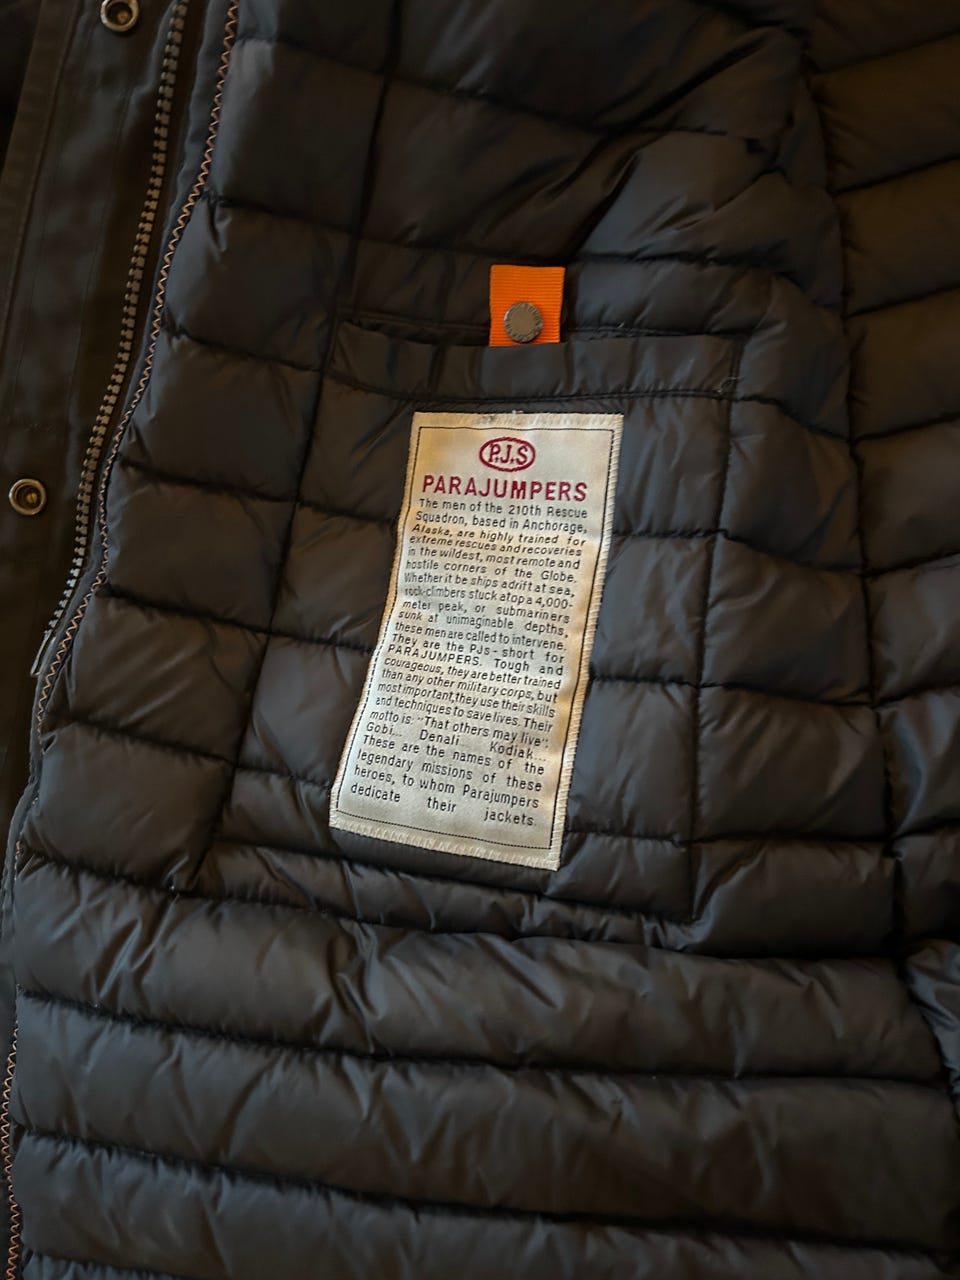 P.J.S
PARAJUMPERS
The men of the 210th Rescue
Squadron, based in Anchorage,
Alaska, are highly trained for
extreme rescues and recoveries
in the wildest, most remote and
hostile corners of the Globe.
Whether it be ships adrift at sea,
rock-climbers stuck atop a 4,000-
meter peak, or submariners
sunk at unimaginable depths,
these men are called to intervene.
They are the PJs - short for
PARAJUMPERS. Tough and
courageous, they are better trained
than any other military corps, but
most important, they use their skills
and techniques to save lives. Their
motto is: "That others may live".
Gobi... Denali Kodiak...
These are the names of the
legendary missions of these
heroes, to whom Parajumpers
dedicate their jackets.